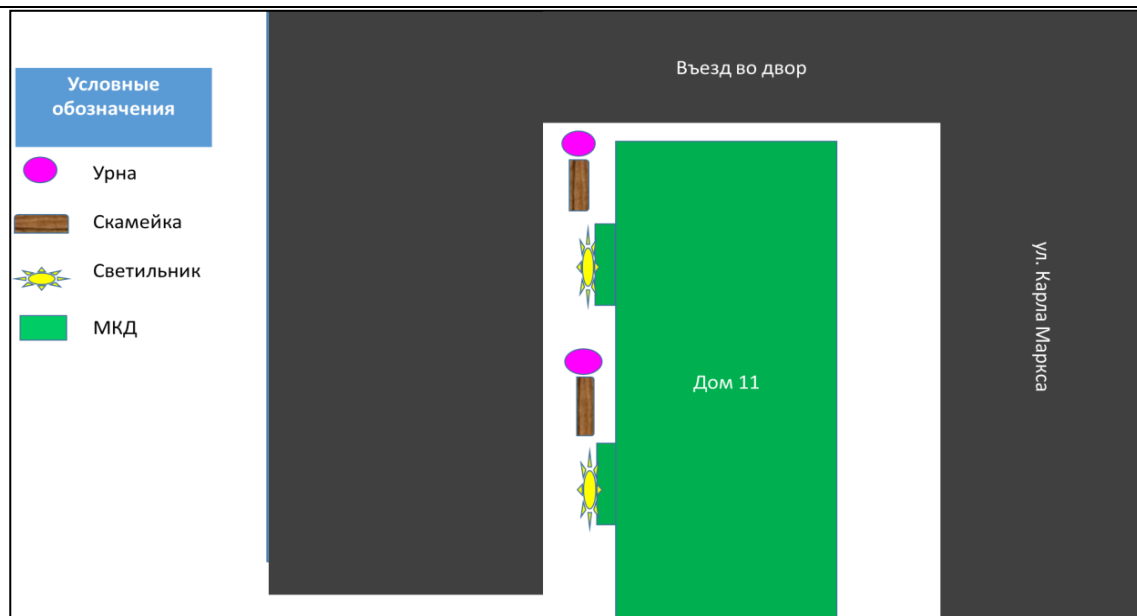 Условные
обозначения
Урна
Скамейка
Светильник
МКД
Въезд во двор
Дом 11
ул. Карла Маркса